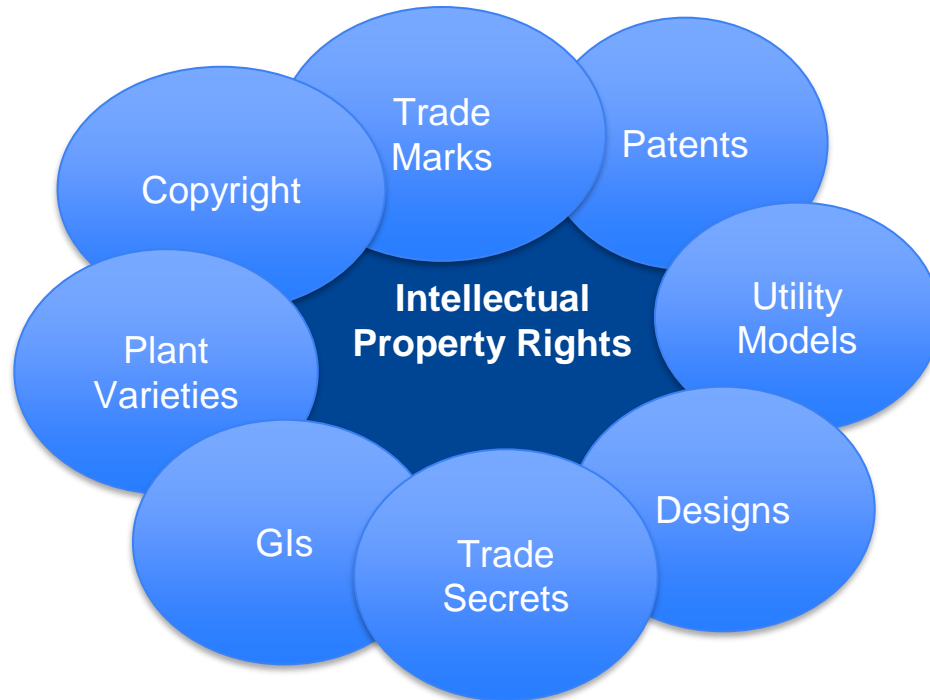 Trade
Marks
Patents
Copyright
Intellectual
Property Rights
Utility
Models
Plant
Varieties
Designs
GIs
Trade
Secrets